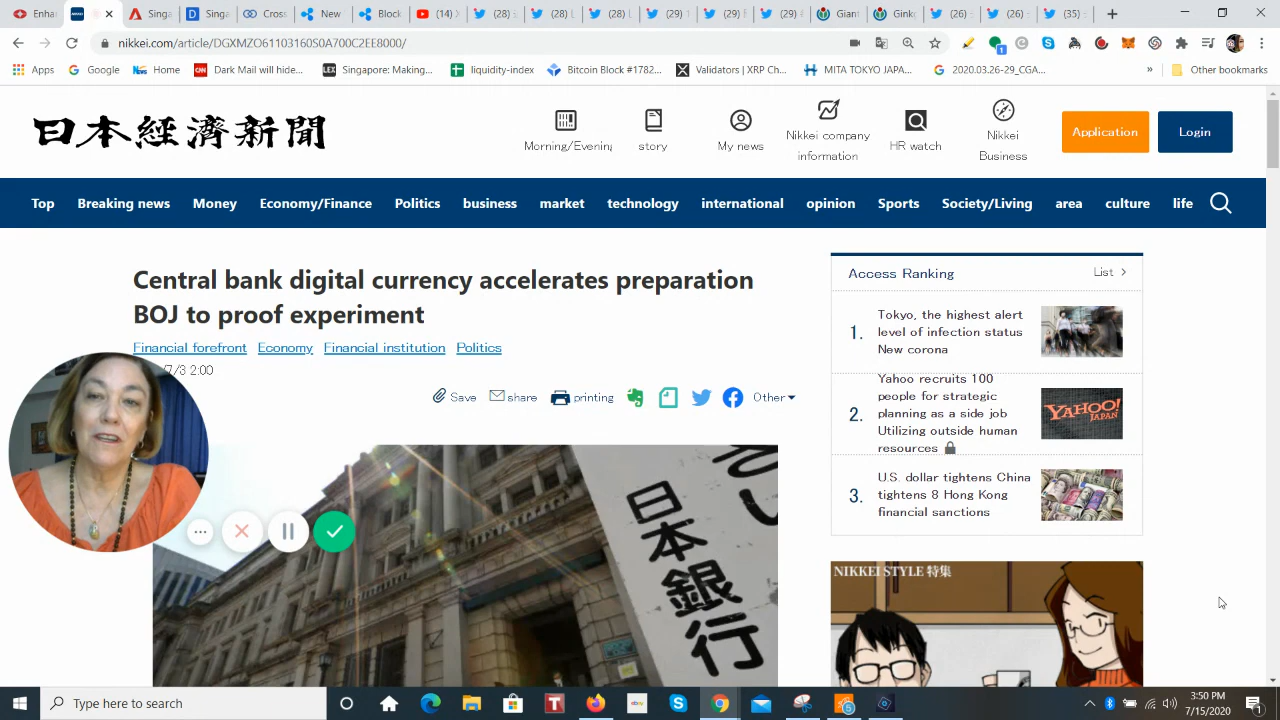 Enha
Singa
Singa
Cross
New
Block
(14)
(28)
(28) L
(28) L
(29) 1
(29) S
(29) a
Giant
Ginkg
(26)
(26)
(35)
nikkei.com/article/DGXMZO61103160S0A700C2EE8000/
Apps
Google
Home
Dark Mail will hide...
Singapore: Making...
liquidity-index
Bitcoin Block #1782...
Validators | XRP Ch...
MITA TOKYO JAPA...
2020.03.26-29_CGA...
»
Other bookmarks
日本經濟新聞
Morning/Evening
story
My news
Nikkei company
information
HR watch
Nikkei
Business
Application
Login
Top
Breaking news
Money
Economy/Finance
Politics
business
market
technology
international
opinion
Sports
Society/Living
area
culture
life
Central bank digital currency accelerates preparation
BOJ to proof experiment
Financial forefront
Economy
Financial institution
Politics
/7/3 2:00
Save
share
printing
Other
日本銀行
Access Ranking
List >
1.
Tokyo, the highest alert
level of infection status
New corona
2.
Yahoo recruits 100
people for strategic
planning as a side job
Utilizing outside human
resources
YAHOO!
JAPAN
3.
U.S. dollar tightens China
tightens 8 Hong Kong
financial sanctions
NIKKEI STYLE 特集
Type here to search
3:50 PM
7/15/2020